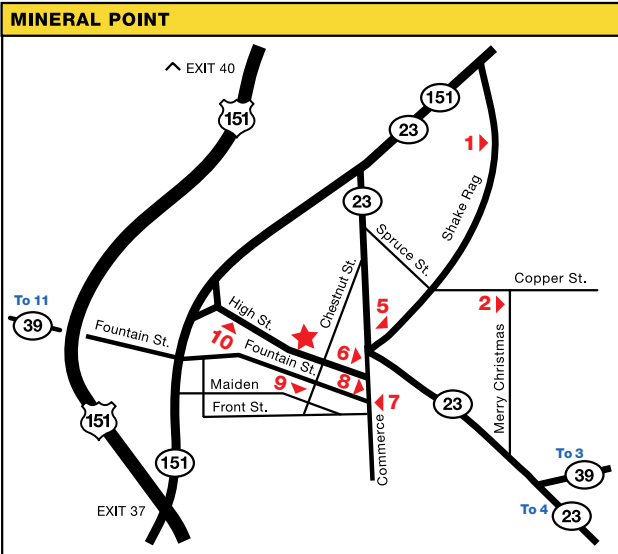 MINERAL POINT
^ EXIT 40
151
151
23
1
Shake Rag
23
Spruce St.
Copper St.
Chestnut St.
To 11
39
2
5
High St.
10
Fountain St.
Fountain St.
6
Merry Christmas
Maiden
9
8
7
Front St.
23
151
Commerce
151
To 3
39
EXIT 37
To 4
23